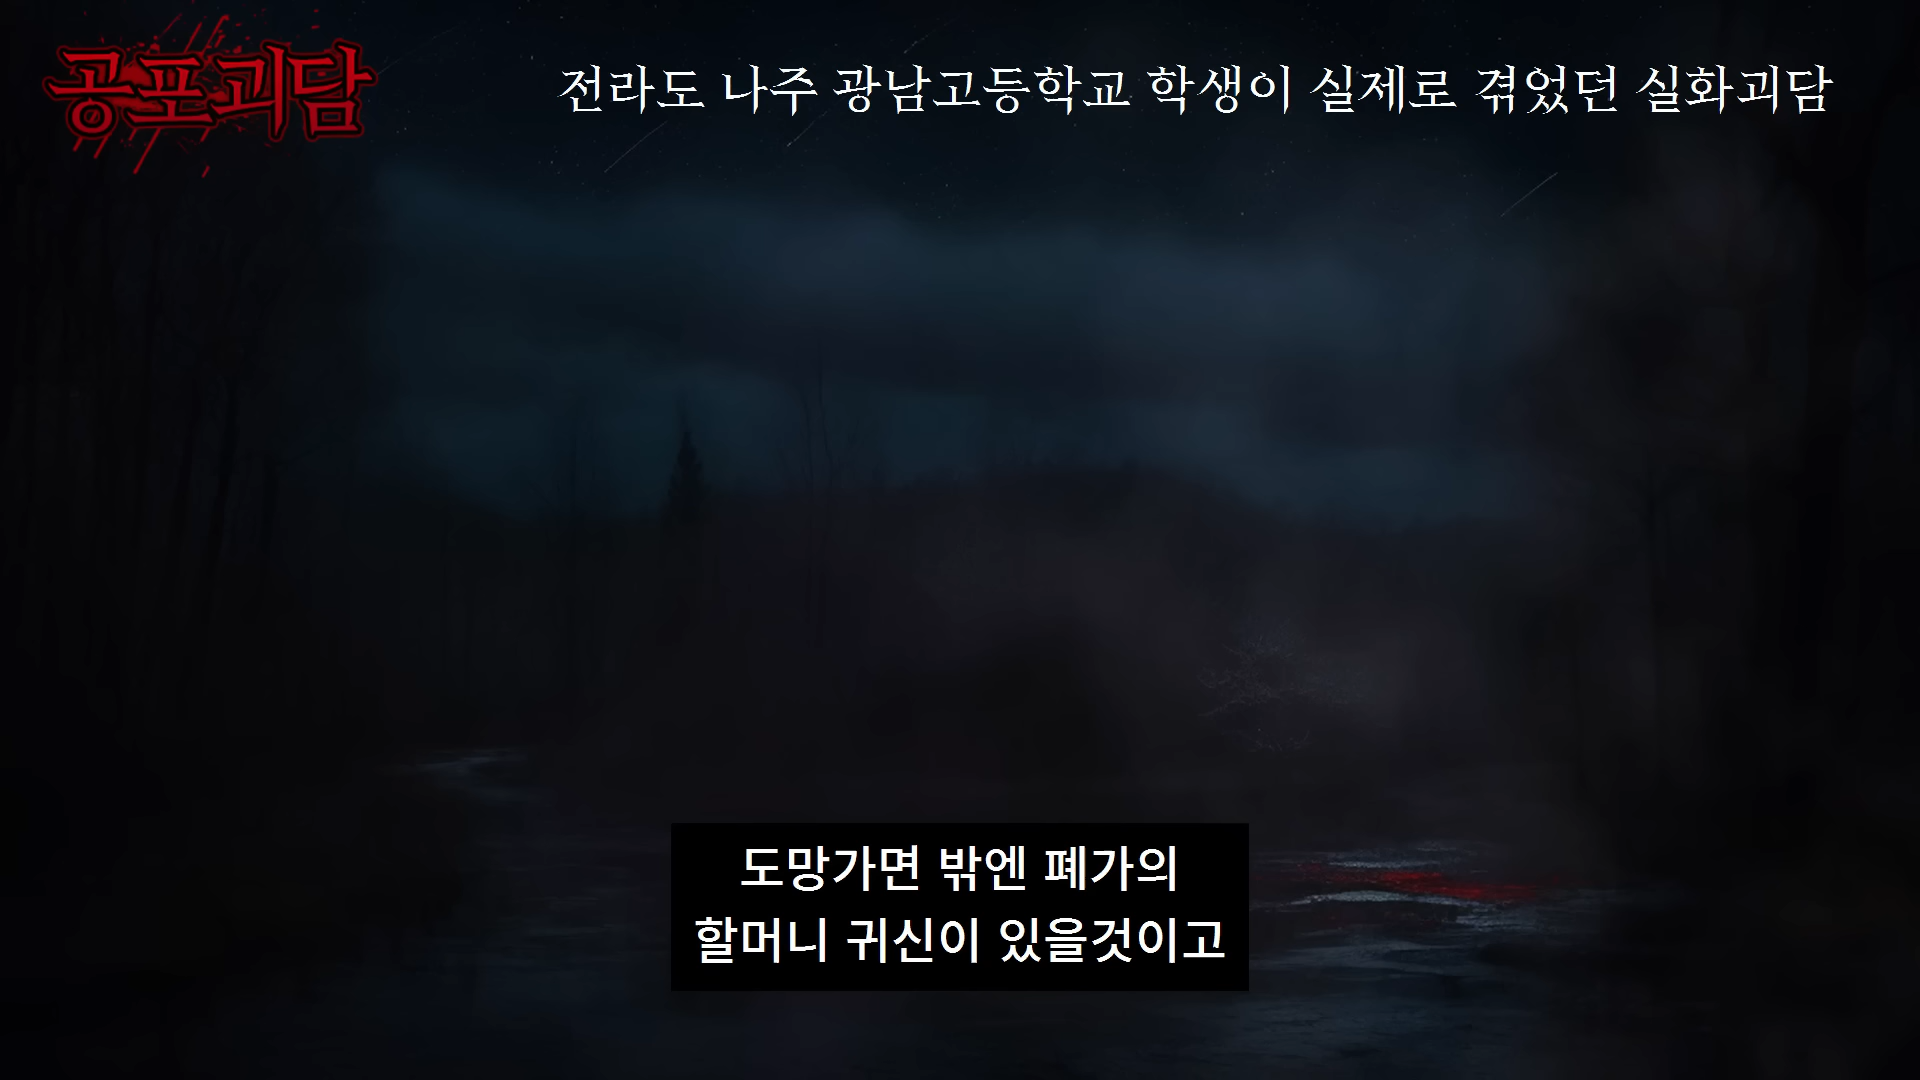 공포괴담
전라도 나주 광남고등학교 학생이 실제로 겪었던 실화괴담
도망가면 밖엔 폐가의
할머니 귀신이 있을것이고